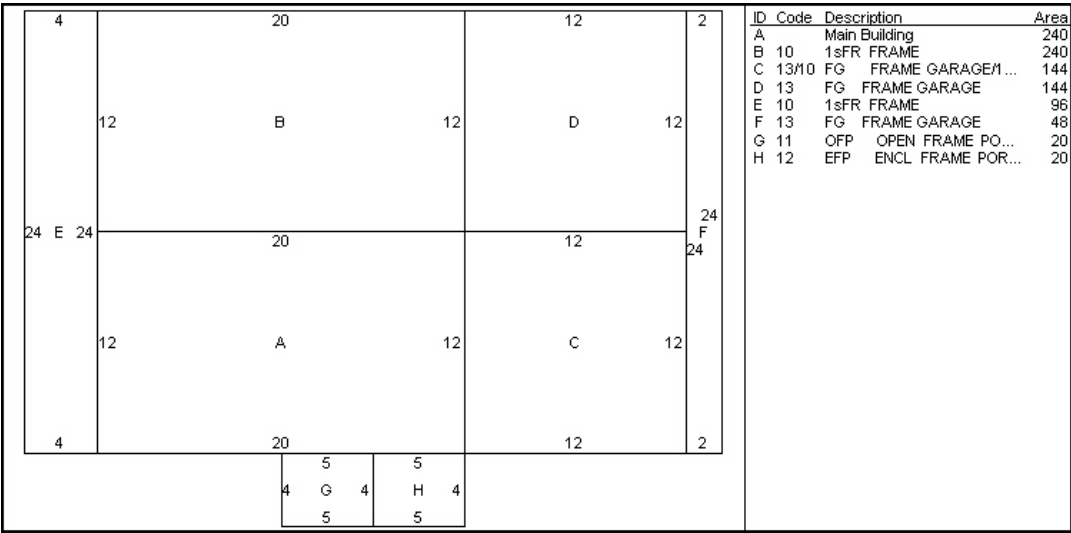 4 20 12 2
12 B 12 D 12
24 E 24 20 12 24 F 24
12 A 12 C 12
4 20 12 2
5 5
4 G 4 H 4
5 5
ID Code Description Area
A Main Building 240
B 10 1sFR FRAME 240
C 13/10 FG FRAME GARAGE/1... 144
D 13 FG FRAME GARAGE 144
E 10 1sFR FRAME 96
F 13 FG FRAME GARAGE 48
G 11 OFP OPEN FRAME PO... 20
H 12 EFP ENCL FRAME POR... 20